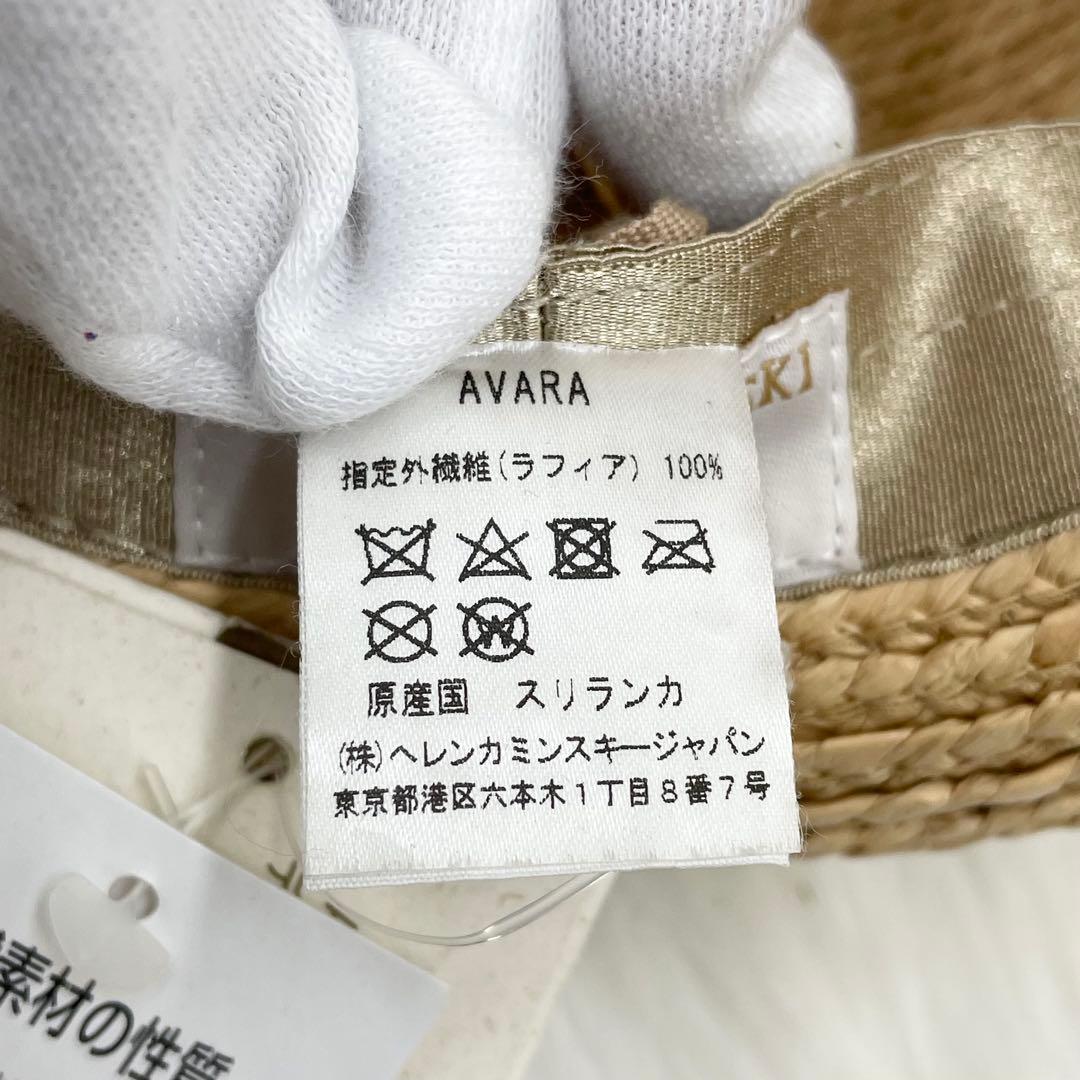 AVARA
指定外繊維(ラフィア) 100%
原産国 スリランカ
(株)ヘレンカミンスキージャパン
東京都港区六本木1丁目8番7号
SKI
素材の性質